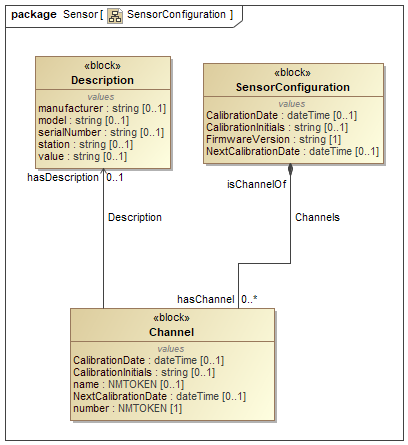 package Sensor [ SensorConfiguration ]
«block»
Description
values
manufacturer : string [0..1]
model : string [0..1]
serialNumber : string [0..1]
station : string [0..1]
value : string [0..1]
«block»
SensorConfiguration
values
CalibrationDate : dateTime [0..1]
CalibrationInitials : string [0..1]
FirmwareVersion : string [1]
NextCalibrationDate : dateTime [0..1]
hasDescription 0..1
isChannelOf
Description
Channels
hasChannel 0..*
«block»
Channel
values
CalibrationDate : dateTime [0..1]
CalibrationInitials : string [0..1]
name : NMTOKEN [0..1]
NextCalibrationDate : dateTime [0..1]
number : NMTOKEN [1]